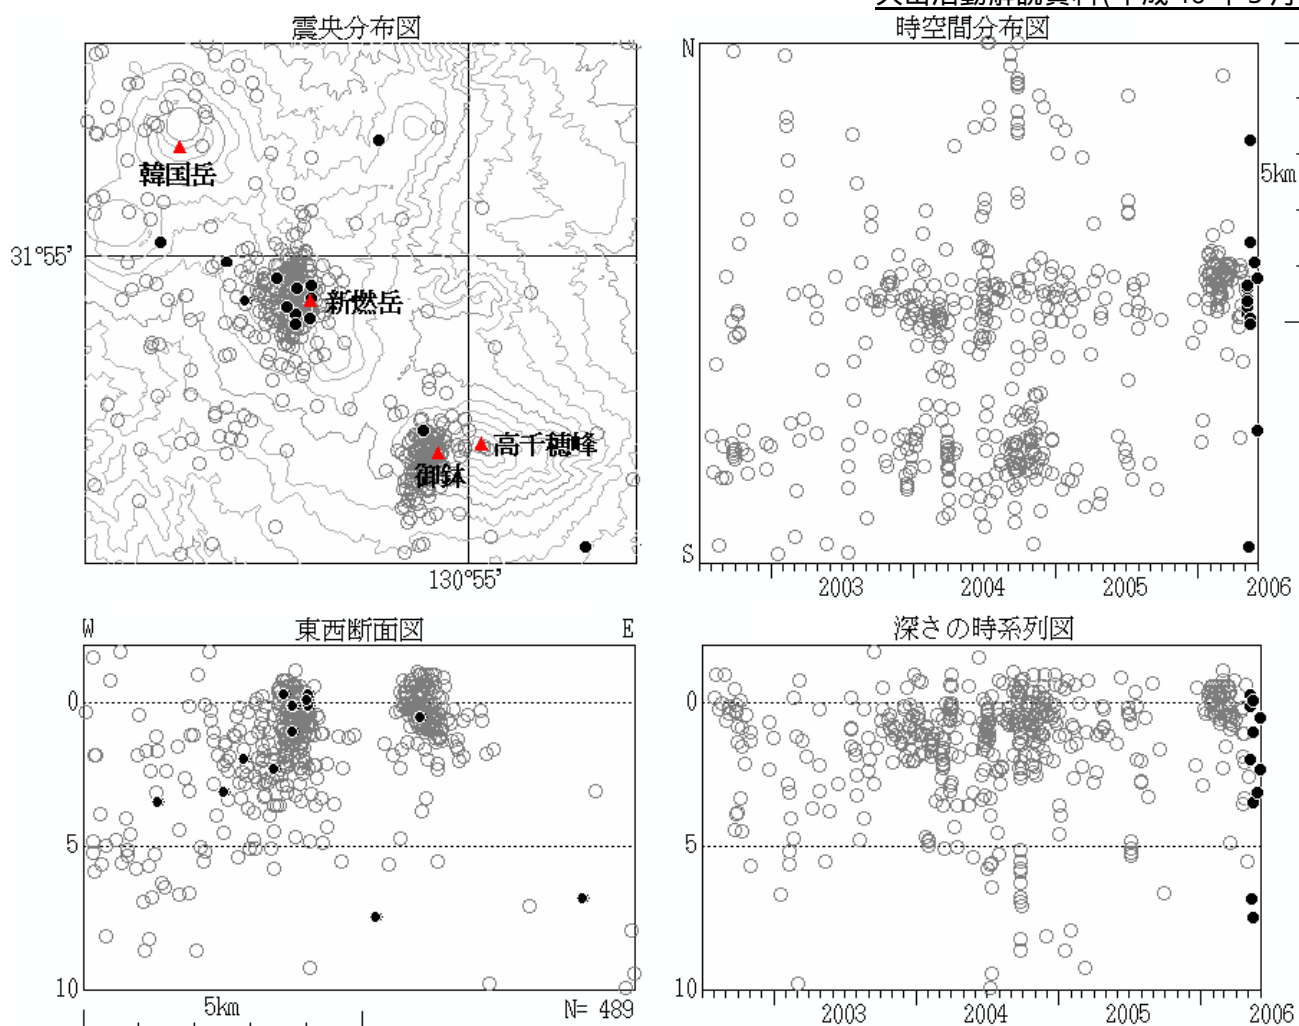 火山活動解説資料(平成18年5月
震央分布図
時空間分布図
韓国岳
31°55'
新燃岳
高千穂峰
御鉢
130°55'
N
S
5km
2003
2004
2005
2006
W
東西断面図
E
0
5
10
5km
N= 489
深さの時系列図
0
5
10
2003
2004
2005
2006